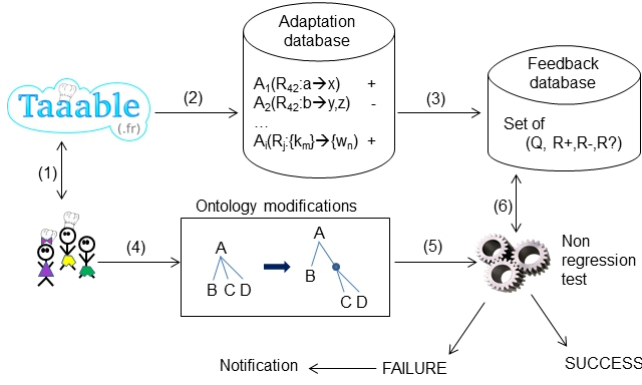 Adaptation
database
A1(R42:a→x) +
A2(R42:b→y,z) -
...
Ai(Rj:{km}→{wn) +
Feedback
database
Set of
(Q, R+,R-,R?)
Taaable
(.fr)
(1)
(2)
(3)
(4)
Ontology modifications
A
B C D
A
B
C D
(5)
(6)
Non
regression
test
Notification
FAILURE
SUCCESS